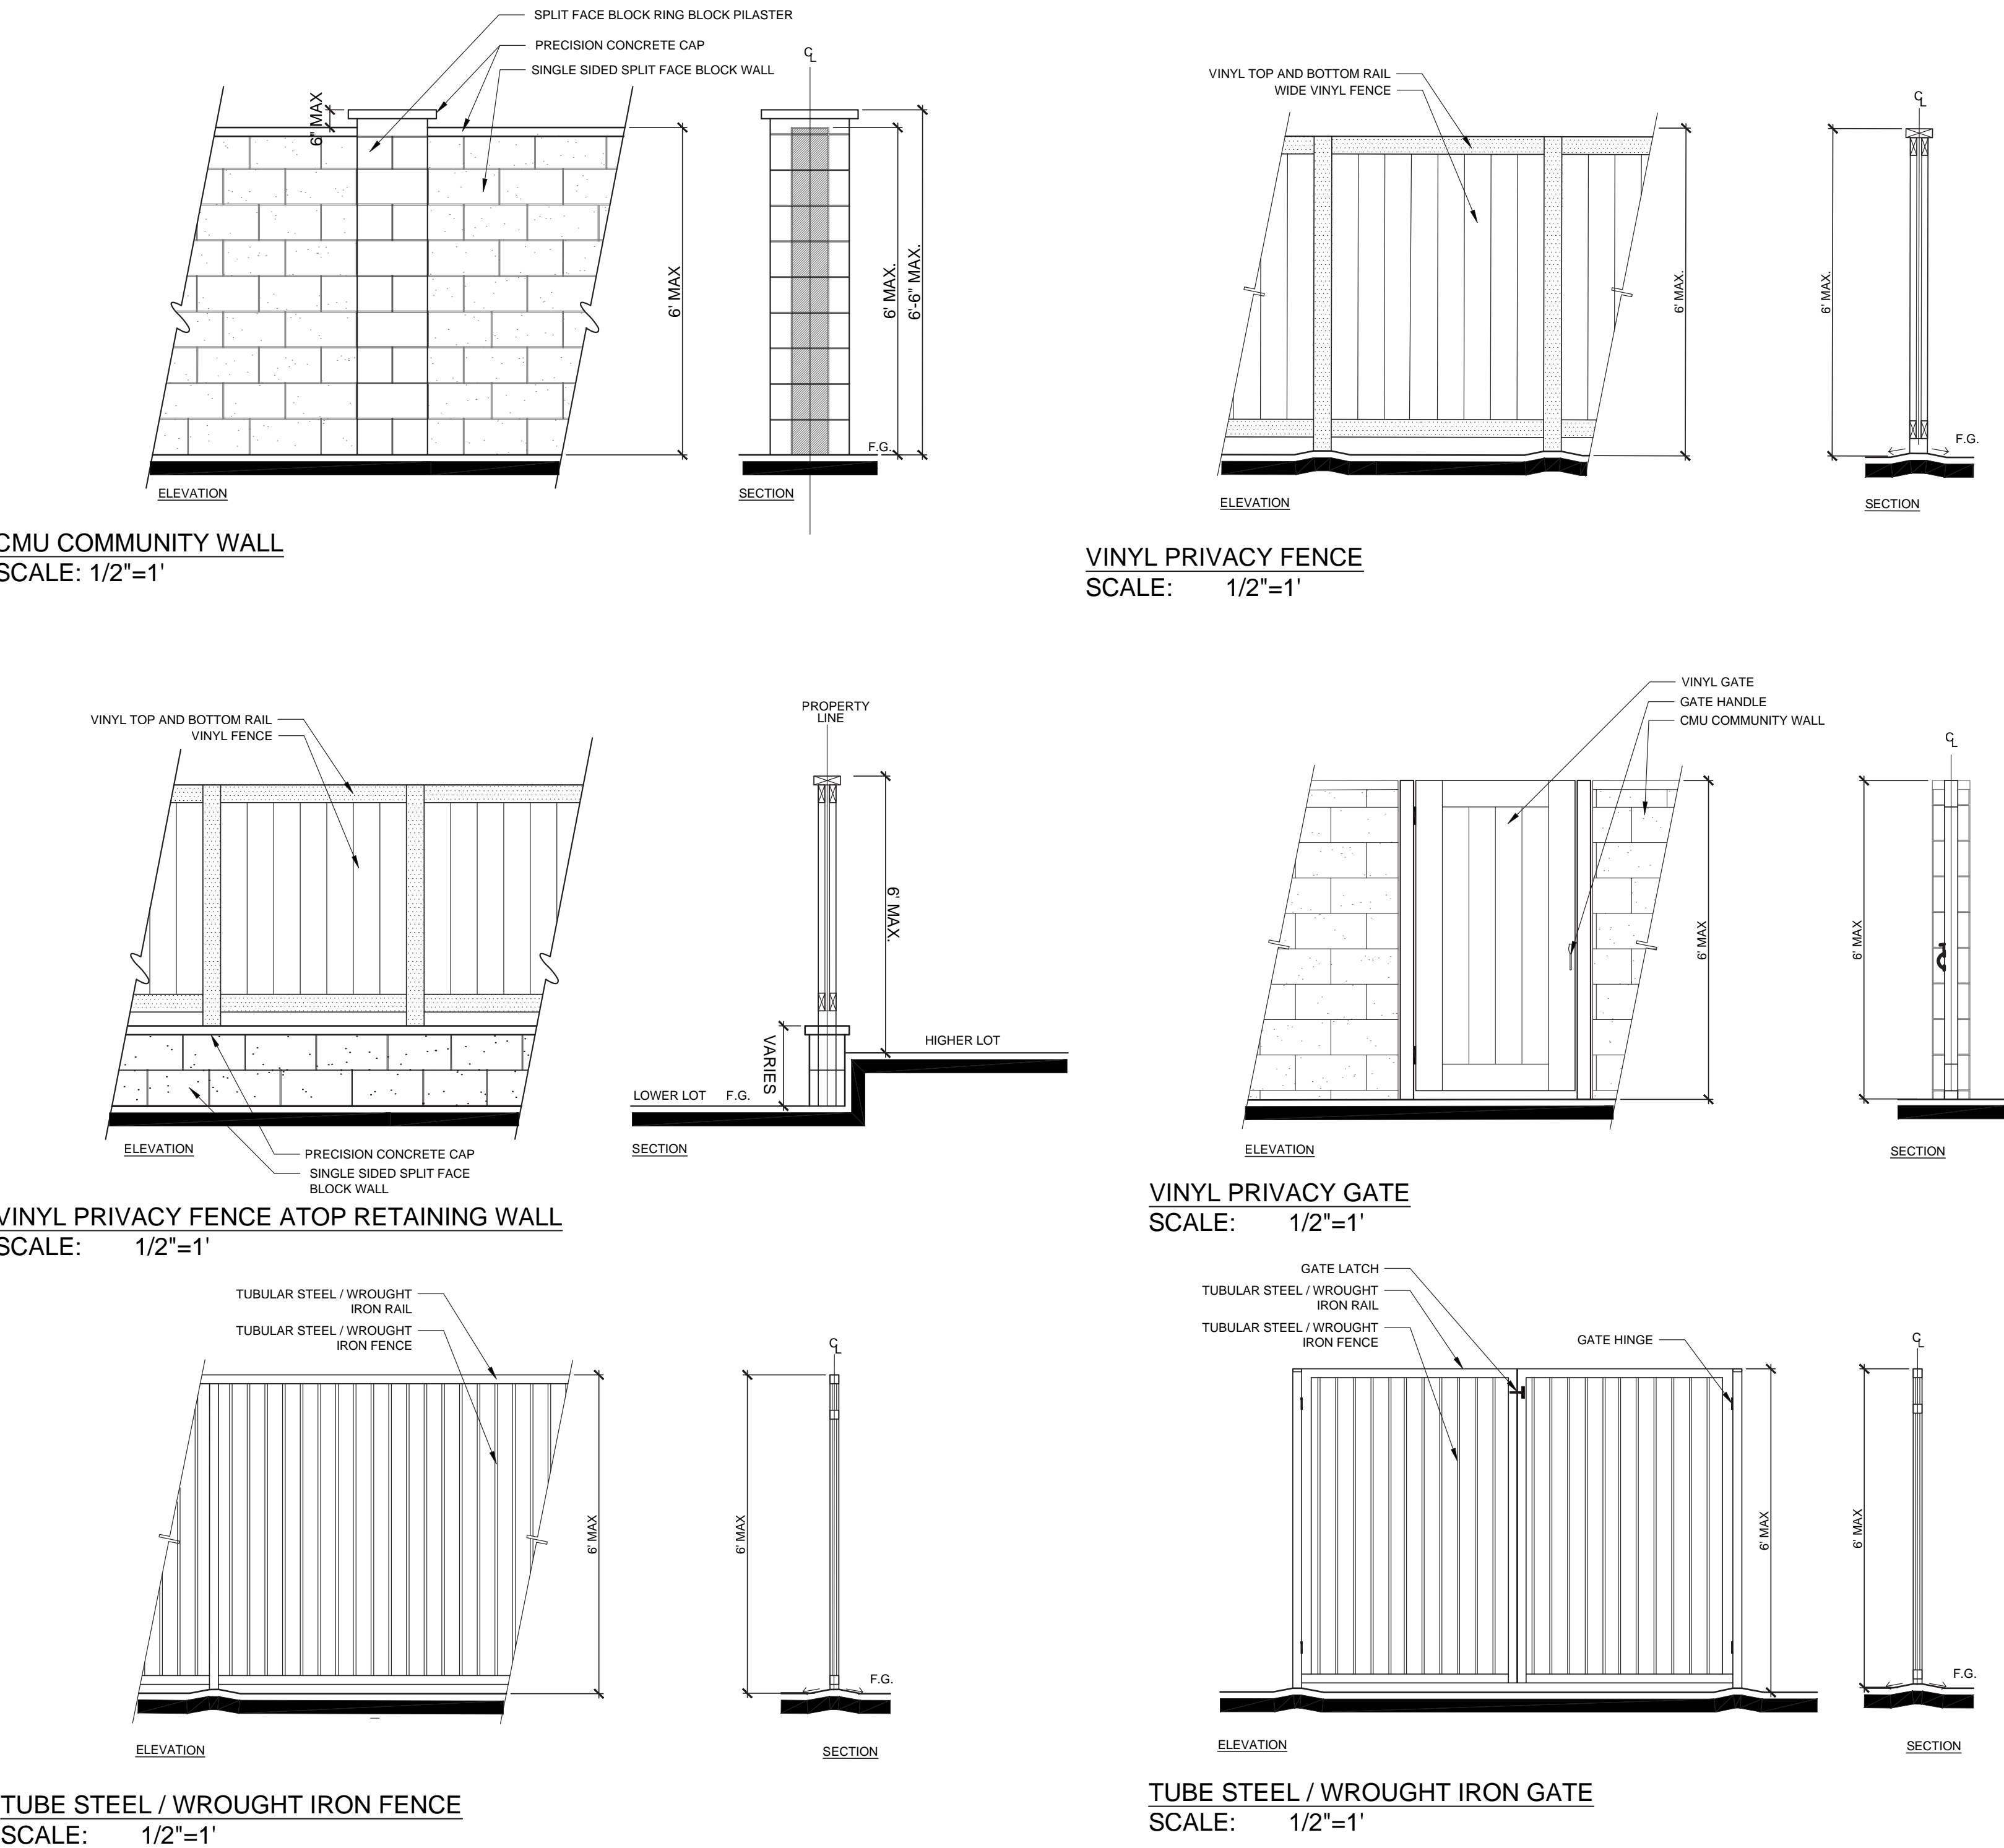 SPLIT FACE BLOCK RING BLOCK PILASTER
PRECISION CONCRETE CAP
SINGLE SIDED SPLIT FACE BLOCK WALL
6" MAX
6' MAX
CL
6' MAX.
6'-6" MAX.
F.G.
ELEVATION
SECTION
CMU COMMUNITY WALL
SCALE: 1/2"=1'
VINYL TOP AND BOTTOM RAIL
WIDE VINYL FENCE
6' MAX.
CL
6' MAX.
F.G.
ELEVATION
SECTION
VINYL PRIVACY FENCE
SCALE: 1/2"=1'
VINYL TOP AND BOTTOM RAIL
VINYL FENCE
PROPERTY
LINE
6' MAX.
VARIES
HIGHER LOT
LOWER LOT F.G.
ELEVATION
SECTION
PRECISION CONCRETE CAP
SINGLE SIDED SPLIT FACE
BLOCK WALL
VINYL PRIVACY FENCE ATOP RETAINING WALL
SCALE: 1/2"=1'
VINYL GATE
GATE HANDLE
CMU COMMUNITY WALL
CL
6' MAX
6' MAX
ELEVATION
SECTION
VINYL PRIVACY GATE
SCALE: 1/2"=1'
TUBULAR STEEL / WROUGHT
IRON RAIL
TUBULAR STEEL / WROUGHT
IRON FENCE
6' MAX
CL
6' MAX
F.G.
ELEVATION
SECTION
TUBE STEEL / WROUGHT IRON FENCE
SCALE: 1/2"=1'
GATE LATCH
TUBULAR STEEL / WROUGHT
IRON RAIL
TUBULAR STEEL / WROUGHT
IRON FENCE
GATE HINGE
6' MAX
CL
6' MAX
F.G.
ELEVATION
SECTION
TUBE STEEL / WROUGHT IRON GATE
SCALE: 1/2"=1'